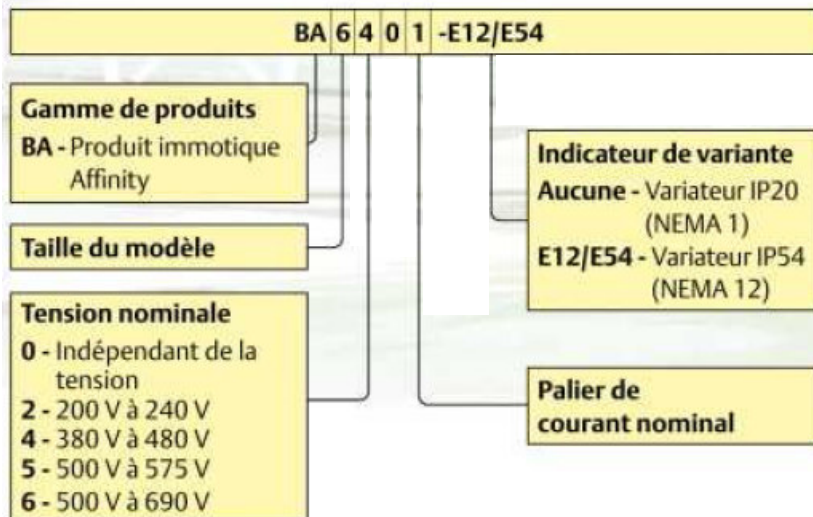 BA 6 4 0 1 -E12/E54
Gamme de produits
BA - Produit immotique
Affinity
Taille du modèle
Tension nominale
0 - Indépendant de la
tension
2 - 200 V à 240 V
4 - 380 V à 480 V
5 - 500 V à 575 V
6 - 500 V à 690 V
Indicateur de variante
Aucune - Variateur IP20
(NEMA 1)
E12/E54 - Variateur IP54
(NEMA 12)
Palier de
courant nominal